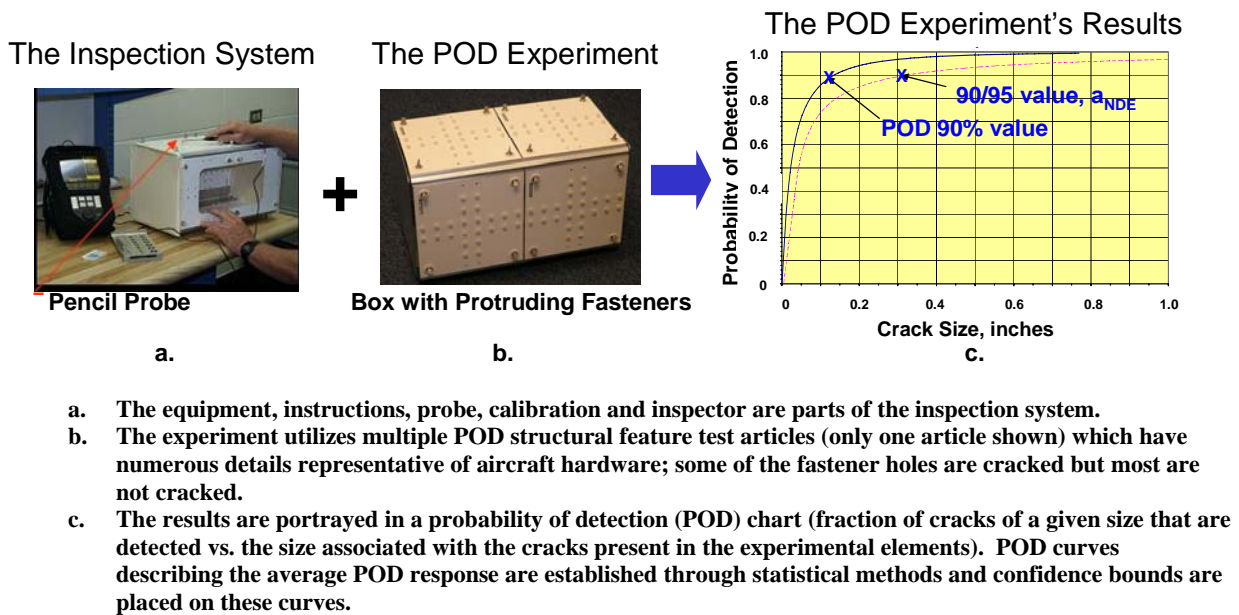 The Inspection System
The POD Experiment
The POD Experiment's Results
+
Pencil Probe
Box with Protruding Fasteners
Probability of Detection
1.0
0.8
0.6
0.4
0.2
0
90/95 value, aNDE
POD 90% value
X
X
0 0.2 0.4 0.6 0.8 1.0
Crack Size, inches
a.
b.
c.
a. The equipment, instructions, probe, calibration and inspector are parts of the inspection system.
b. The experiment utilizes multiple POD structural feature test articles (only one article shown) which have
numerous details representative of aircraft hardware; some of the fastener holes are cracked but most are
not cracked.
c. The results are portrayed in a probability of detection (POD) chart (fraction of cracks of a given size that are
detected vs. the size associated with the cracks present in the experimental elements). POD curves
describing the average POD response are established through statistical methods and confidence bounds are
placed on these curves.